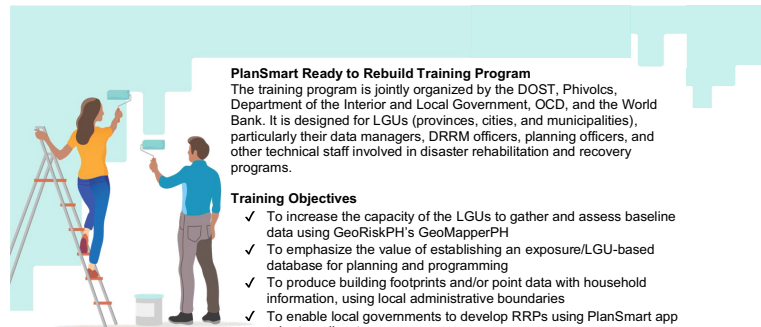 PlanSmart Ready to Rebuild Training Program
The training program is jointly organized by the DOST, Phivolcs,
Department of the Interior and Local Government, OCD, and the World
Bank. It is designed for LGUs (provinces, cities, and municipalities),
particularly their data managers, DRRM officers, planning officers, and
other technical staff involved in disaster rehabilitation and recovery
programs.
Training Objectives
✓ To increase the capacity of the LGUs to gather and assess baseline
data using GeoRiskPH's GeoMapperPH
✓ To emphasize the value of establishing an exposure/LGU-based
database for planning and programming
✓ To produce building footprints and/or point data with household
information, using local administrative boundaries
✓ To enable local governments to develop RRPs using PlanSmart app